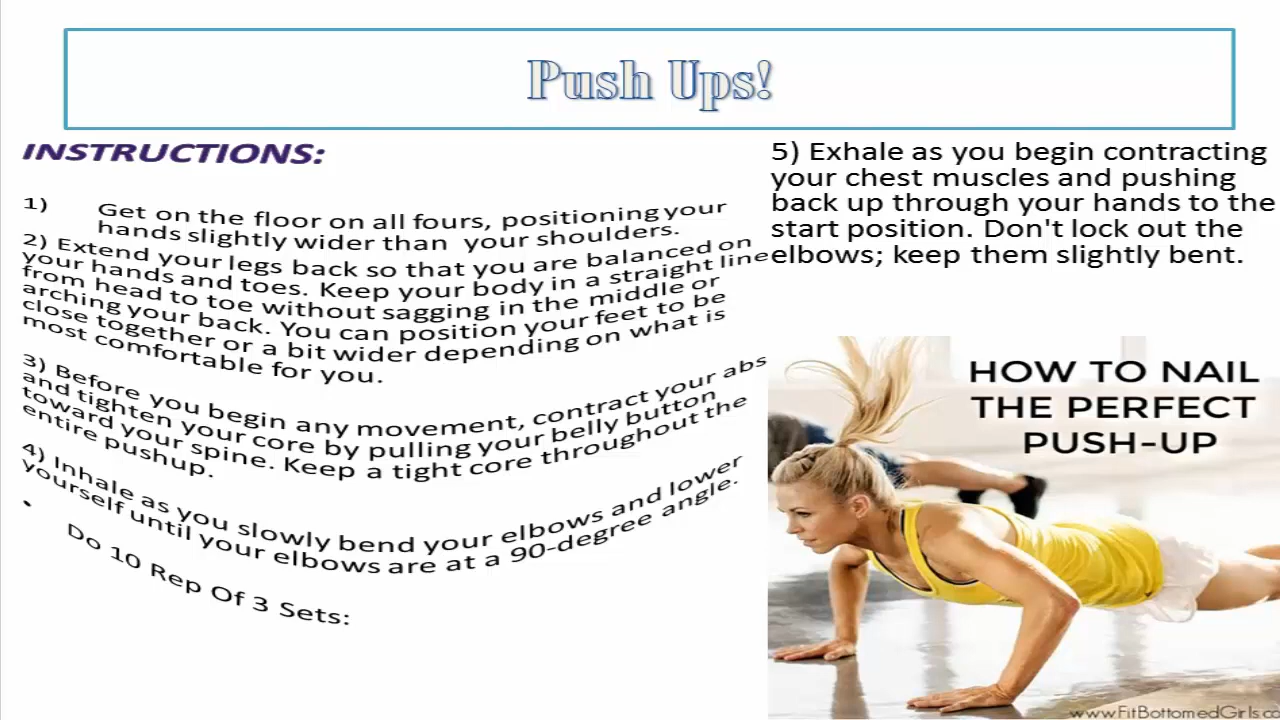 Push Ups!
INSTRUCTIONS:
1) Get on the floor on all fours, positioning your
hands slightly wider than your shoulders.
2) Extend your legs back so that you are balanced on
your hands and toes. Keep your body in a straight line
from head to toe without sagging in the middle or
arching your back. You can position your feet to be
close together or a bit wider depending on what is
most comfortable for you.
3) Before you begin any movement, contract your abs
and tighten your core by pulling your belly button
toward your spine. Keep a tight core throughout the
entire pushup.
4) Inhale as you slowly bend your elbows and lower
yourself until your elbows are at a 90-degree angle.
• Do 10 Rep Of 3 Sets:
5) Exhale as you begin contracting
your chest muscles and pushing
back up through your hands to the
start position. Don't lock out the
elbows; keep them slightly bent.
HOW TO NAIL
THE PERFECT
PUSH-UP
www.FitBottomedGirls.co